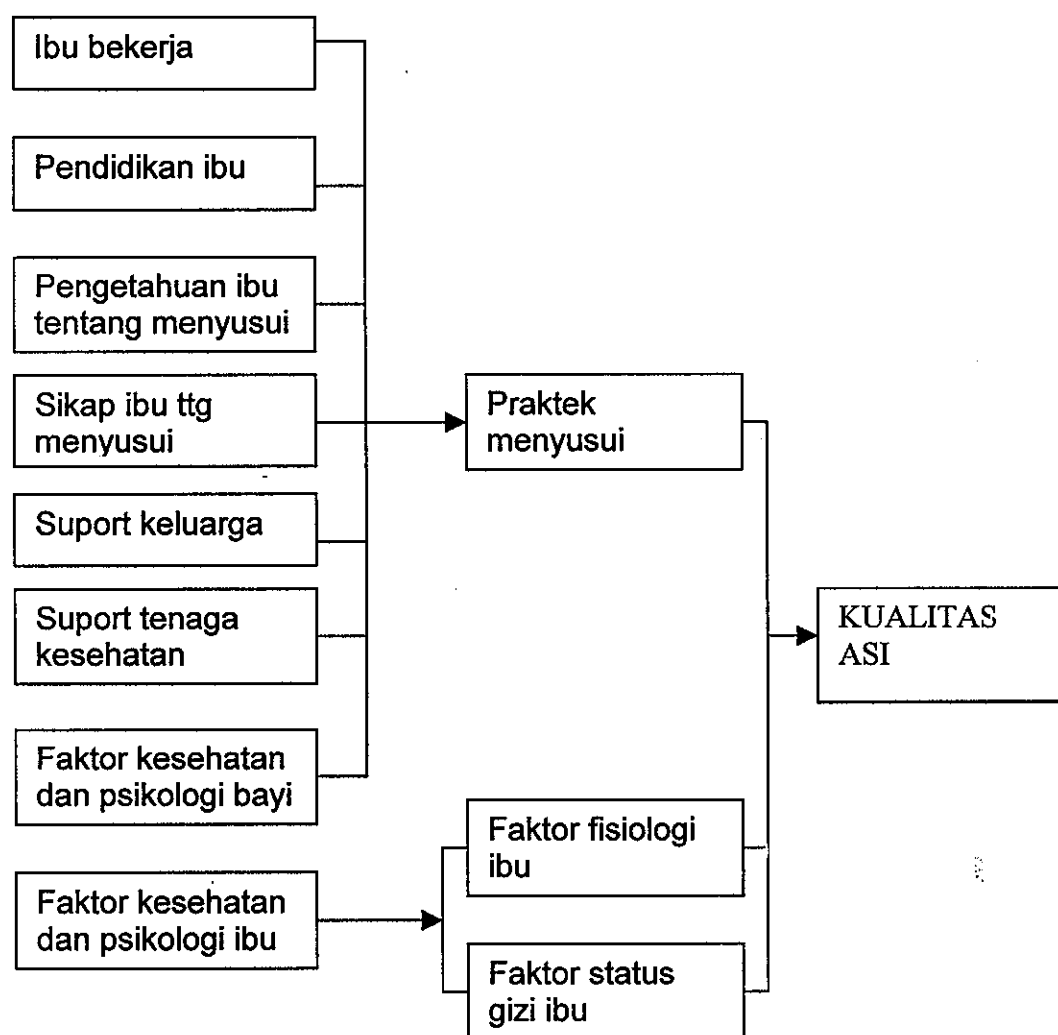 Ibu bekerja
Pendidikan ibu
Pengetahuan ibu
tentang menyusui
Sikap ibu ttg
menyusui
Suport keluarga
Suport tenaga
kesehatan
Faktor kesehatan
dan psikologi bayi
Faktor kesehatan
dan psikologi ibu
Praktek
menyusui
Faktor fisiologi
ibu
Faktor status
gizi ibu
KUALITAS
ASI